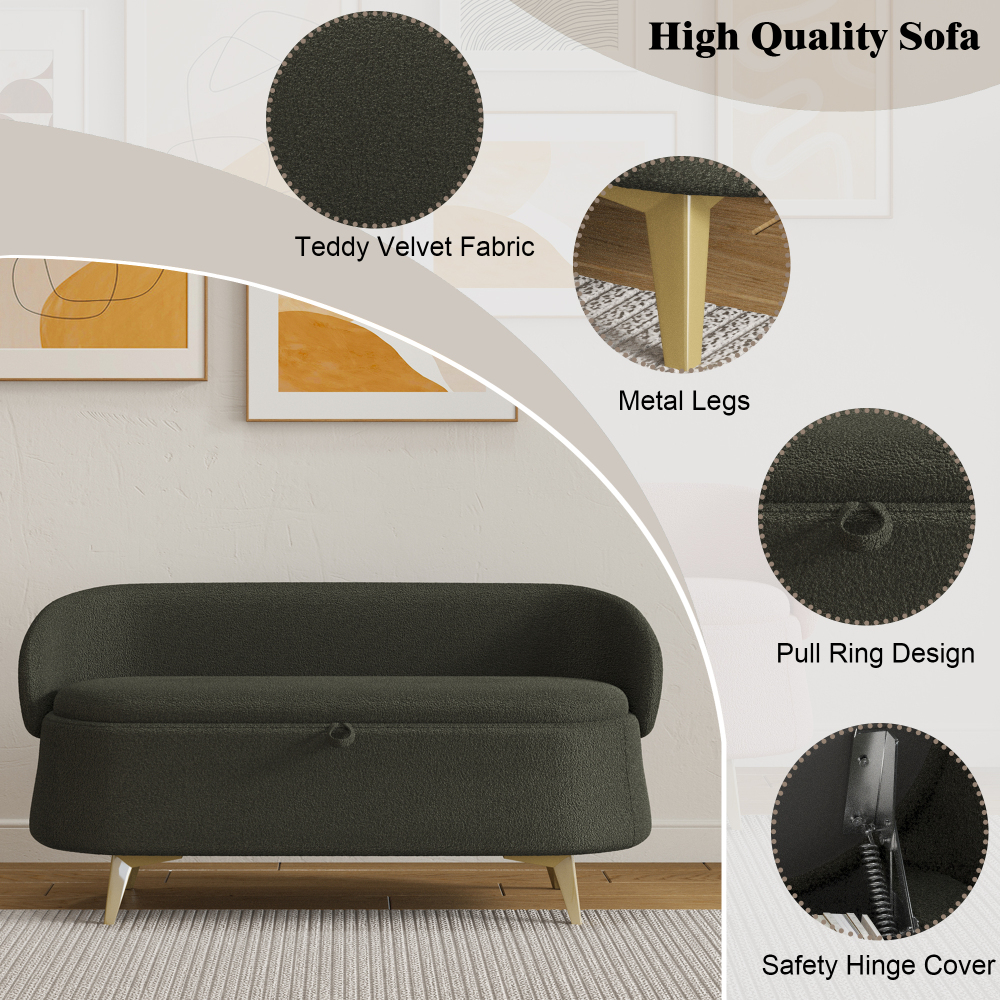 High Quality Sofa
Teddy Velvet Fabric
Metal Legs
Pull Ring Design
Safety Hinge Cover